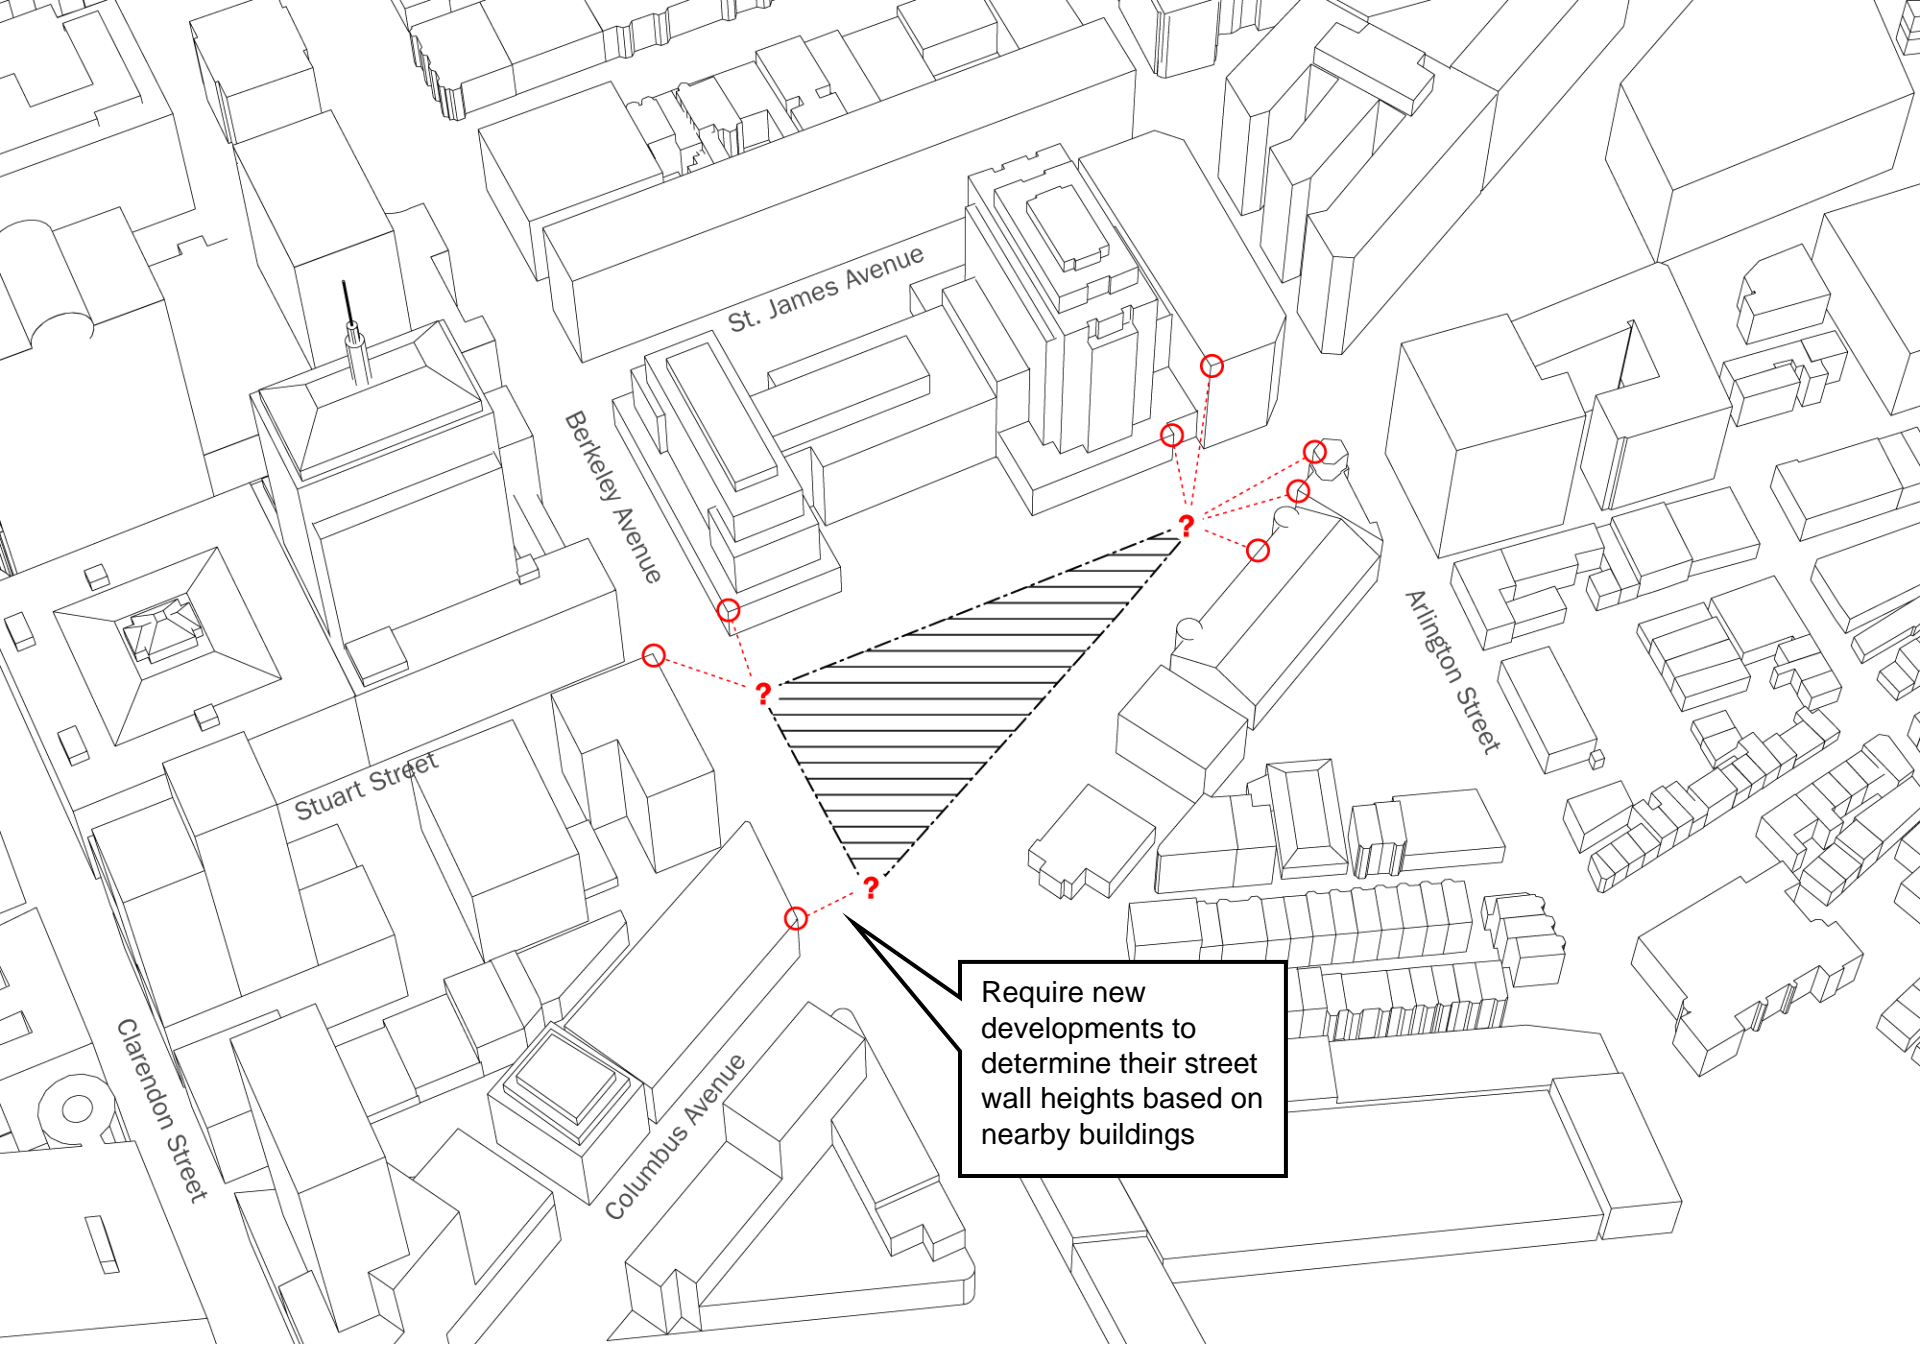 St. James Avenue
Berkeley Avenue
?
?
Arlington Street
Stuart Street
?
Require new
developments to
determine their street
wall heights based on
nearby buildings
Clarendon Street
Columbus Avenue